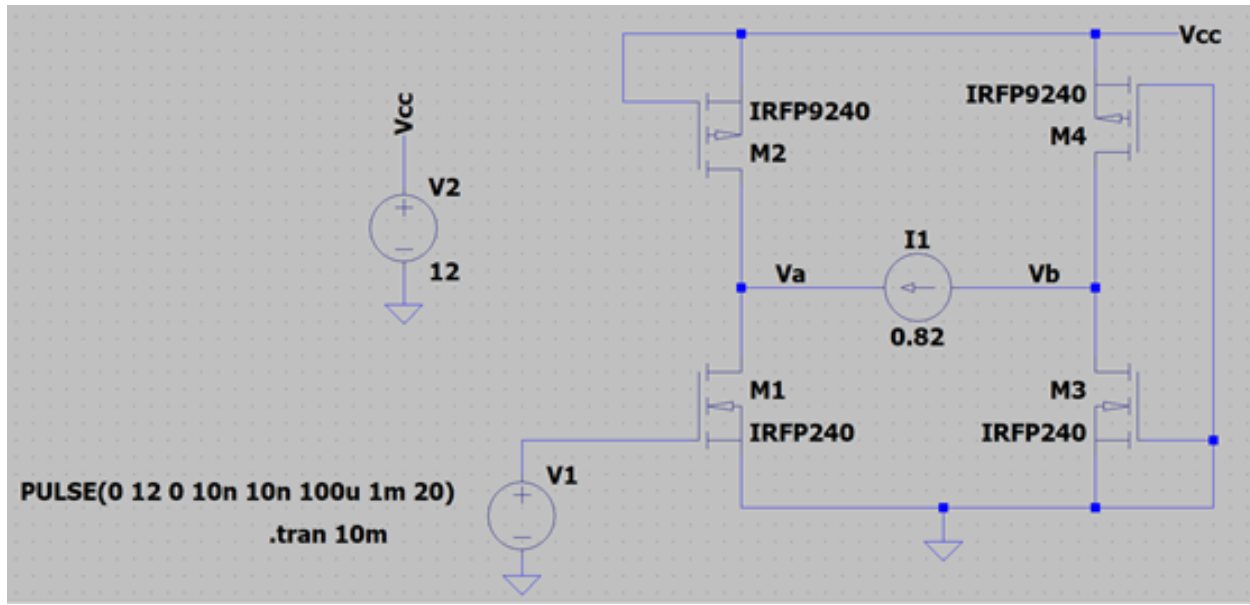 Vcc
Vcc
IRFP9240
IRFP9240
M2
M4
V2
12
I1
Va
Vb
0.82
M1
M3
IRFP240
IRFP240
V1
PULSE(0 12 0 10n 10n 100u 1m 20)
.tran 10m